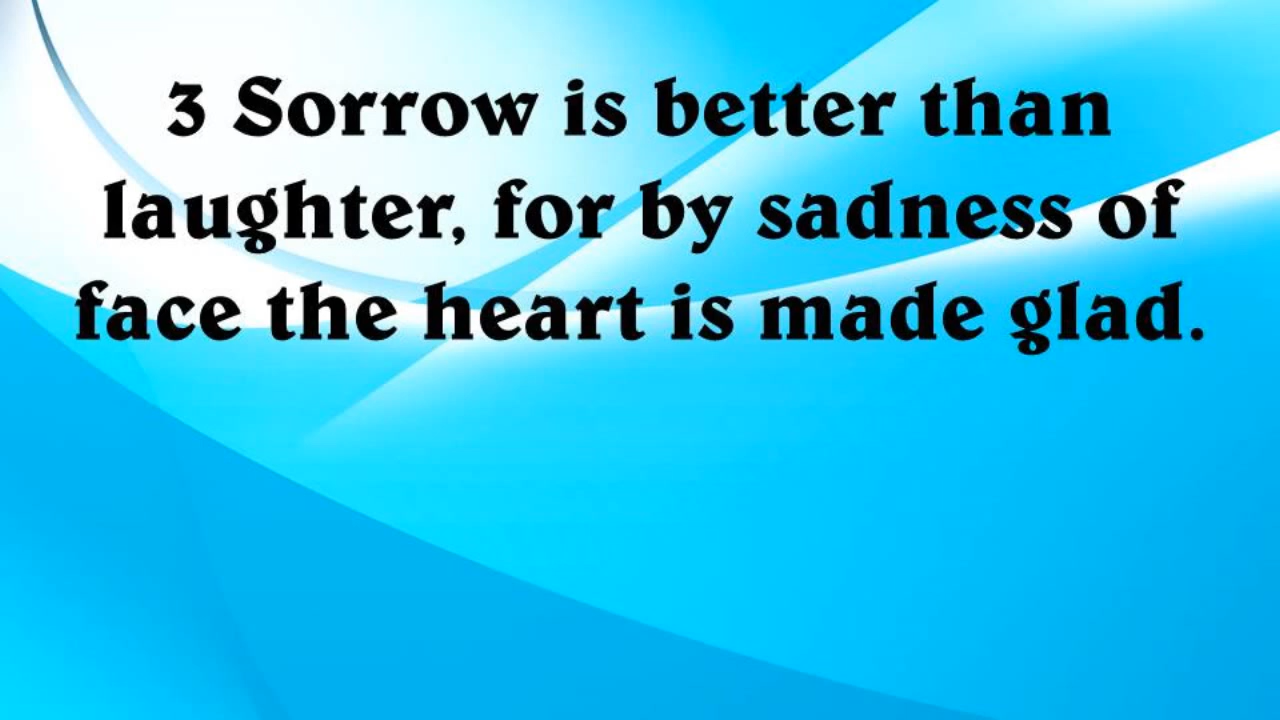 3 Sorrow is better than
laughter, for by sadness of
face the heart is made glad.